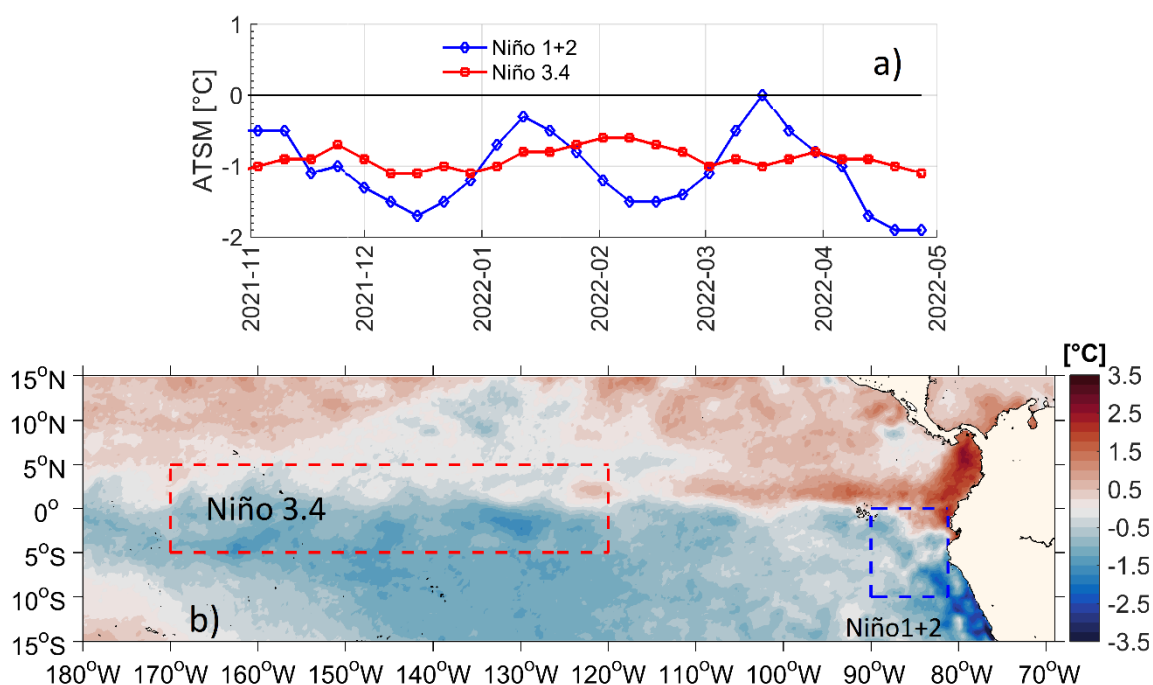 1
0
-1
-2
ATSM [°C]
Niño 1+2
Niño 3.4
a)
2021-11
2021-12
2022-01
2022-02
2022-03
2022-04
2022-05
[°C]
15°N
10°N
5°N
0°
5°S
10°S
15°S
Niño 3.4
Niño1+2
b)
180°W
170°W
160°W
150°W
140°W
130°W
120°W
110°W
100°W
90°W
80°W
70°W
3.5
2.5
1.5
0.5
-0.5
-1.5
-2.5
-3.5